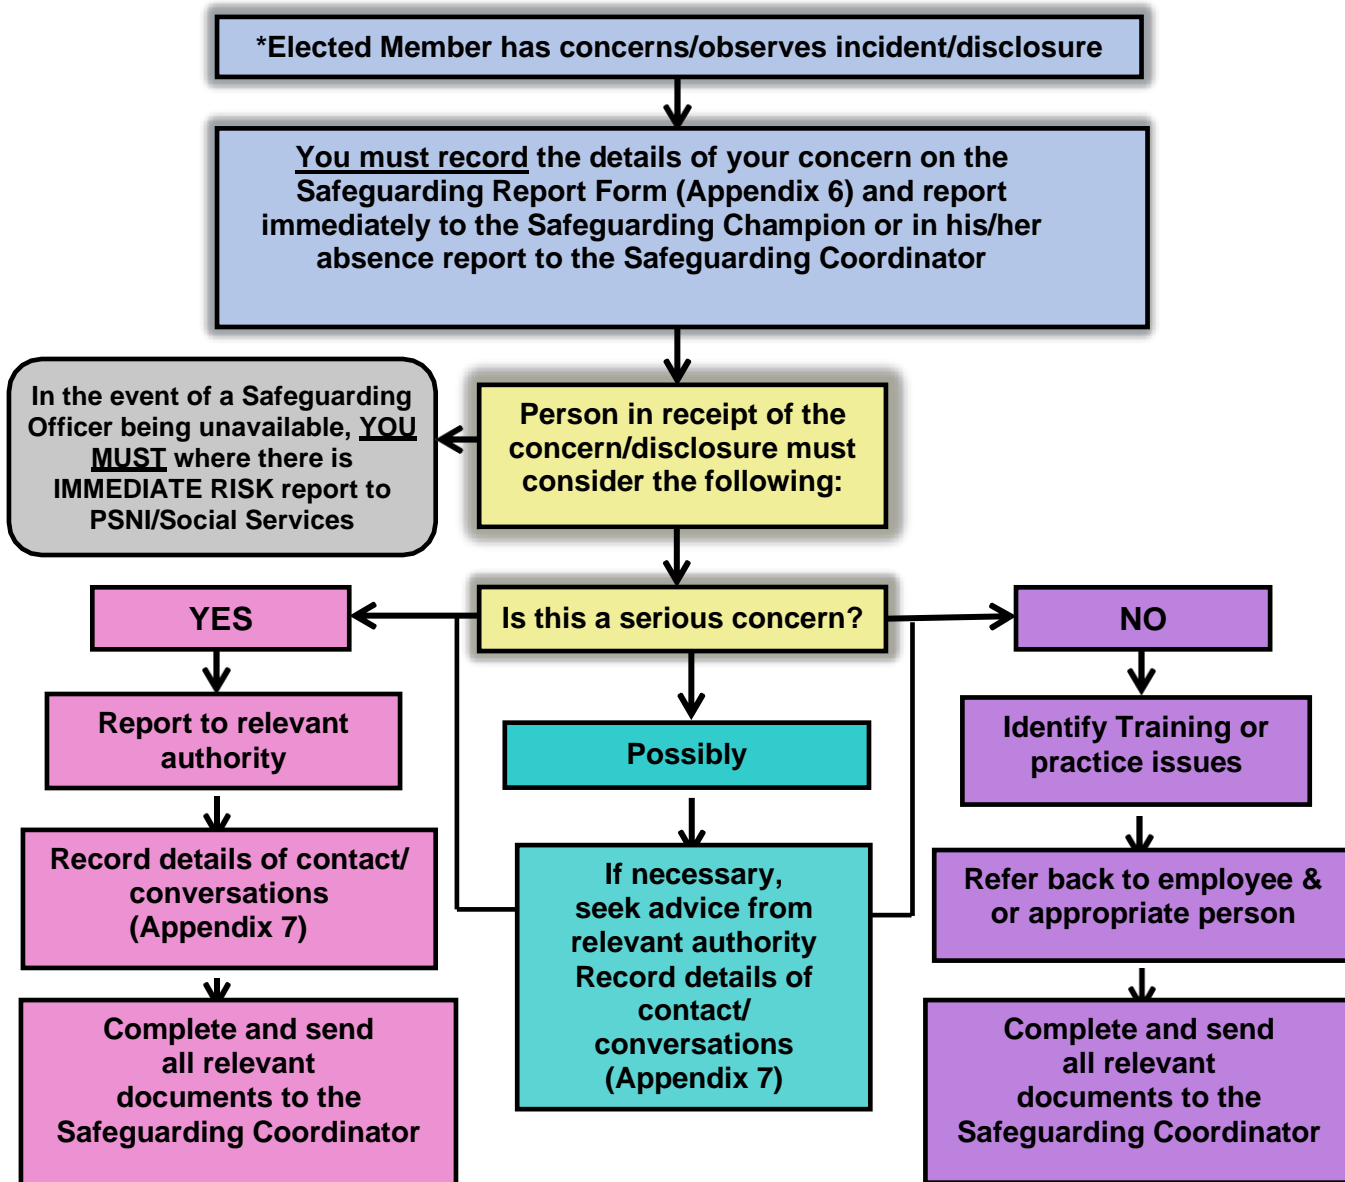 *Elected Member has concerns/observes incident/disclosure
You must record the details of your concern on the
Safeguarding Report Form (Appendix 6) and report
immediately to the Safeguarding Champion or in his/her
absence report to the Safeguarding Coordinator
In the event of a Safeguarding
Officer being unavailable, YOU
MUST where there is
IMMEDIATE RISK report to
PSNI/Social Services
Person in receipt of the
concern/disclosure must
consider the following:
Is this a serious concern?
YES
Report to relevant
authority
Record details of contact/
conversations
(Appendix 7)
Complete and send
all relevant
documents to the
Safeguarding Coordinator
Possibly
If necessary,
seek advice from
relevant authority
Record details of
contact/
conversations
(Appendix 7)
NO
Identify Training or
practice issues
Refer back to employee &
or appropriate person
Complete and send
all relevant
documents to the
Safeguarding Coordinator